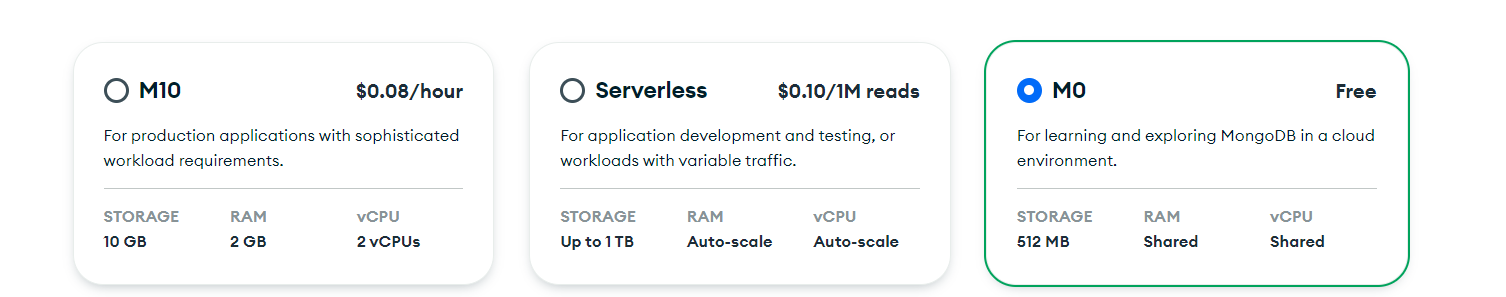 M10 $0.08/hour
For production applications with sophisticated
workload requirements.
STORAGE RAM vCPU
10 GB 2 GB 2 vCPUs
Serverless $0.10/1M reads
For application development and testing, or
workloads with variable traffic.
STORAGE RAM vCPU
Up to 1 TB Auto-scale Auto-scale
M0 Free
For learning and exploring MongoDB in a cloud
environment.
STORAGE RAM vCPU
512 MB Shared Shared